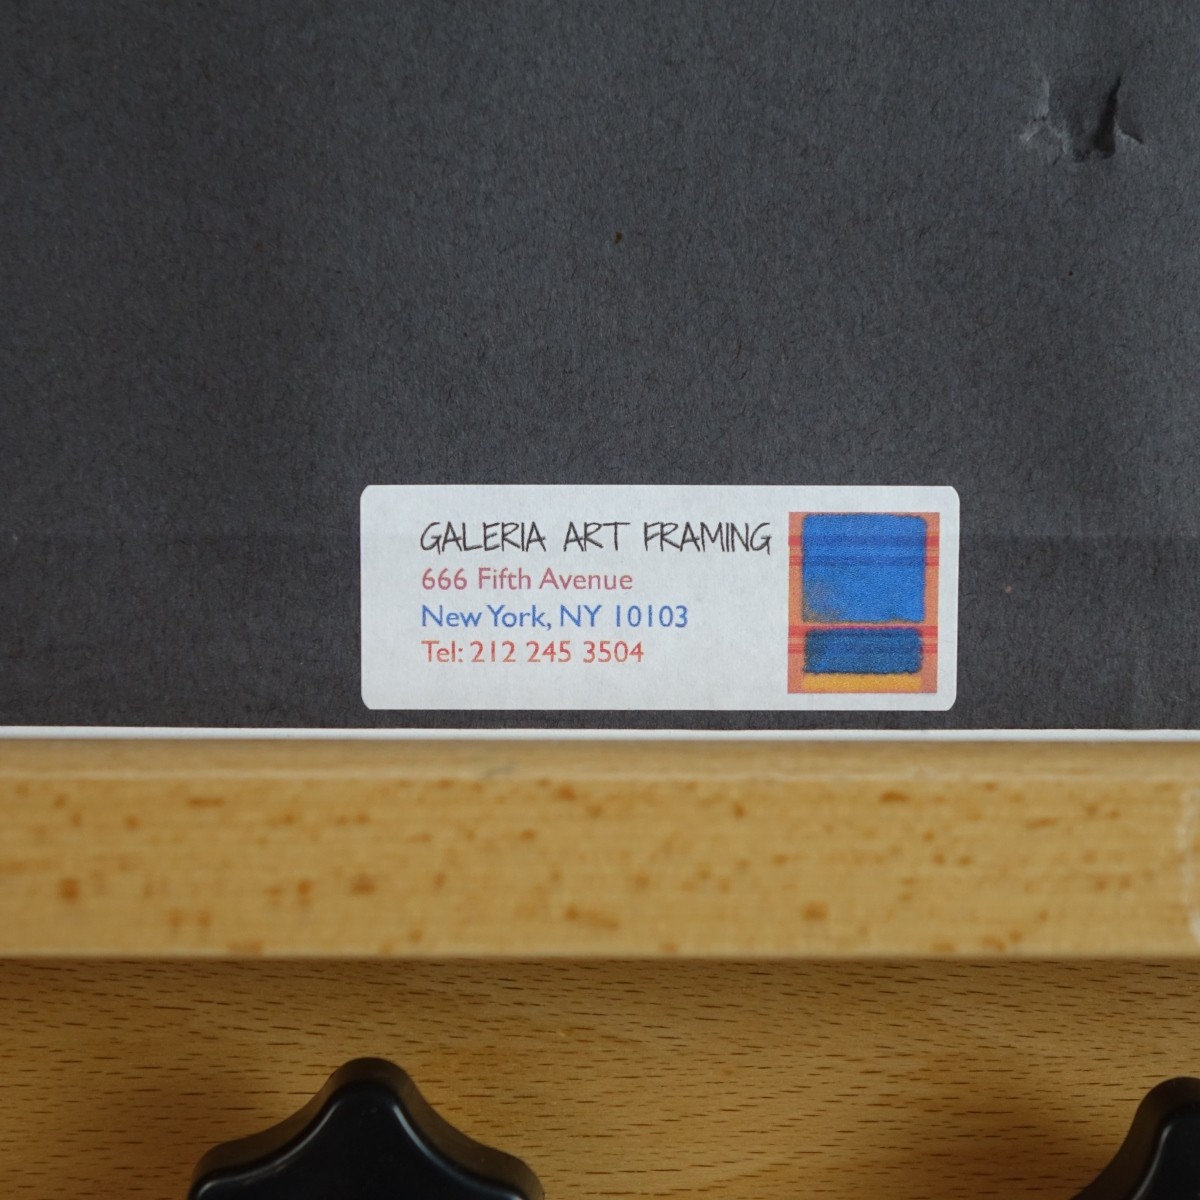 GALERIA ART FRAMING
666 Fifth Avenue
New York, NY 10103
Tel: 212 245 3504